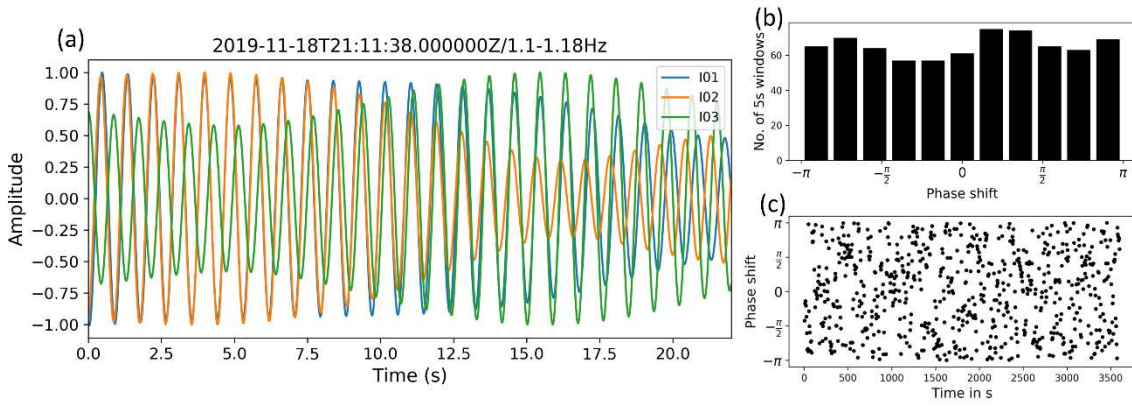 (a)
2019-11-18T21:11:38.000000Z/1.1-1.18Hz
1.00
0.75
0.50
0.25
0.00
−0.25
−0.50
−0.75
−1.00
Amplitude
I01
I02
I03
0.0 2.5 5.0 7.5 10.0 12.5 15.0 17.5 20.0
Time (s)
(b)
60
40
20
0
No. of 5s windows
−π −π/2 0 π/2 π
Phase shift
(c)
π
π/2
0
−π/2
−π
Phase shift
0 500 1000 1500 2000 2500 3000 3500
Time in s